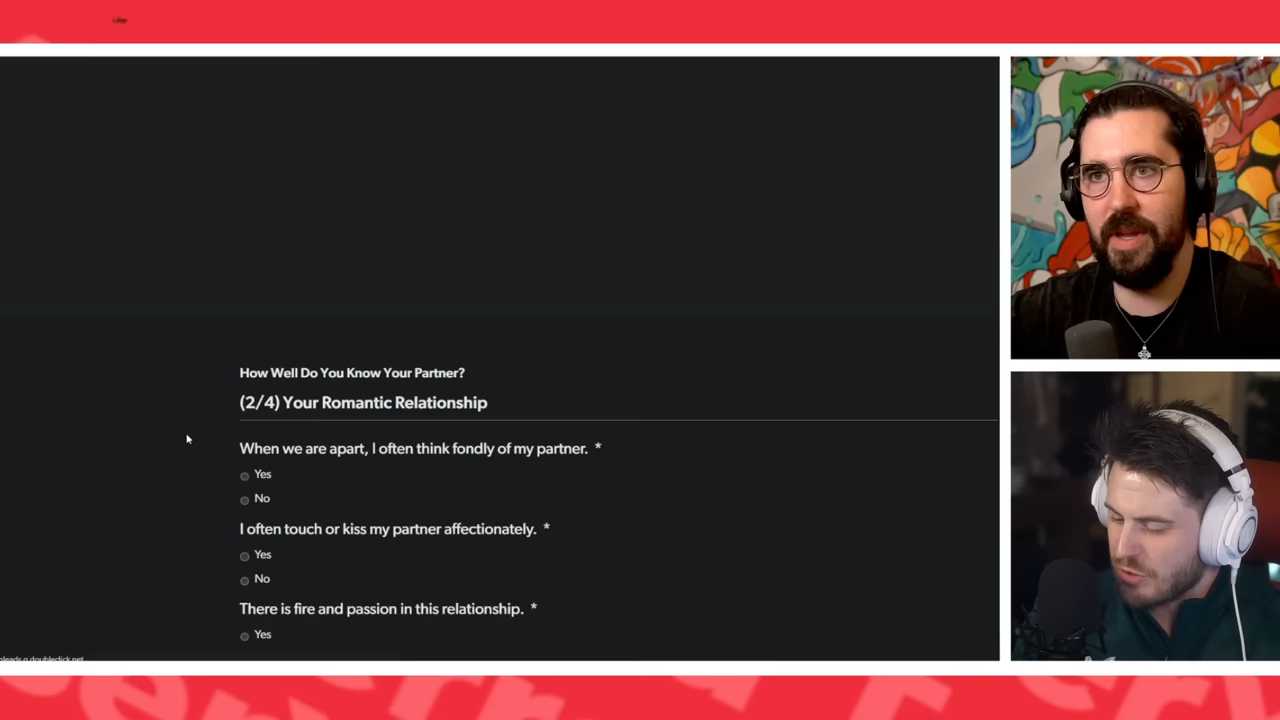 How Well Do You Know Your Partner?
(2/4) Your Romantic Relationship
When we are apart, I often think fondly of my partner. *
Yes
No
I often touch or kiss my partner affectionately. *
Yes
No
There is fire and passion in this relationship. *
Yes